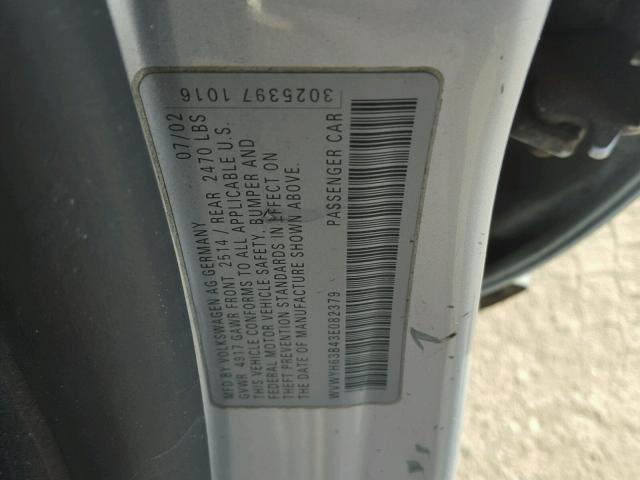 MFD BY VOLKSWAGEN AG GERMANY 07/02
GVWR 4917 GAWR FRONT 2514 / REAR 2470 LBS
THIS VEHICLE CONFORMS TO ALL APPLICABLE U.S.
FEDERAL MOTOR VEHICLE SAFETY, BUMPER AND
THEFT PREVENTION STANDARDS IN EFFECT ON
DATE OF MANUFACTURE SHOWN ABOVE.
WVWYH63B43E082379 PASSENGER CAR
3025397 1016